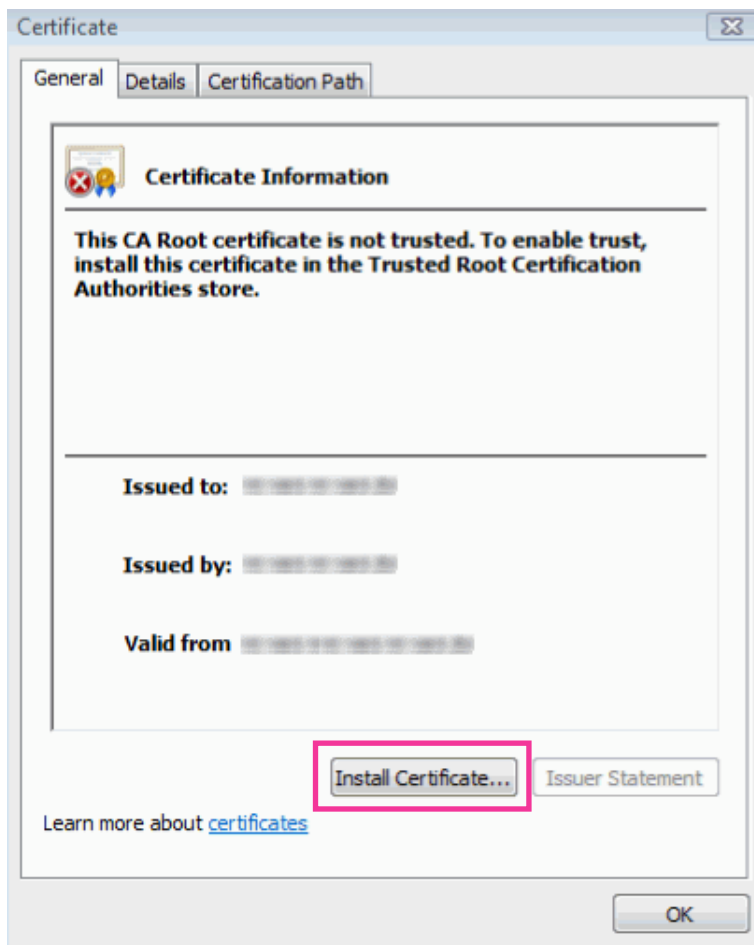 Certificate
General Details Certification Path
Certificate Information
This CA Root certificate is not trusted. To enable trust,
install this certificate in the Trusted Root Certification
Authorities store.
Issued to:
Issued by:
Valid from
Install Certificate... Issuer Statement
Learn more about certificates
OK